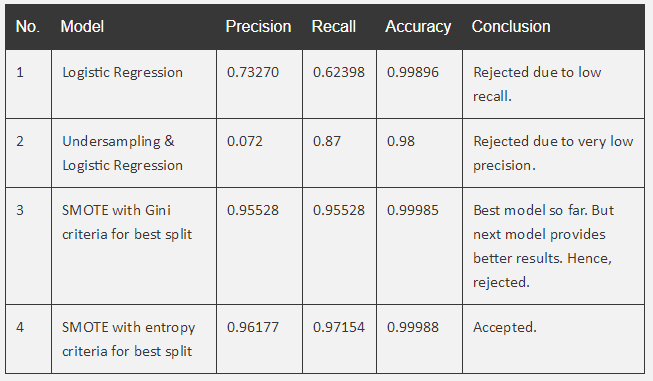 No. Model Precision Recall Accuracy Conclusion
1 Logistic Regression 0.73270 0.62398 0.99896 Rejected due to low
recall.
2 Undersampling & 0.072 0.87 0.98 Rejected due to very low
Logistic Regression precision.
3 SMOTE with Gini 0.95528 0.95528 0.99985 Best model so far. But
criteria for best split next model provides
better results. Hence,
rejected.
4 SMOTE with entropy 0.96177 0.97154 0.99988 Accepted.
criteria for best split